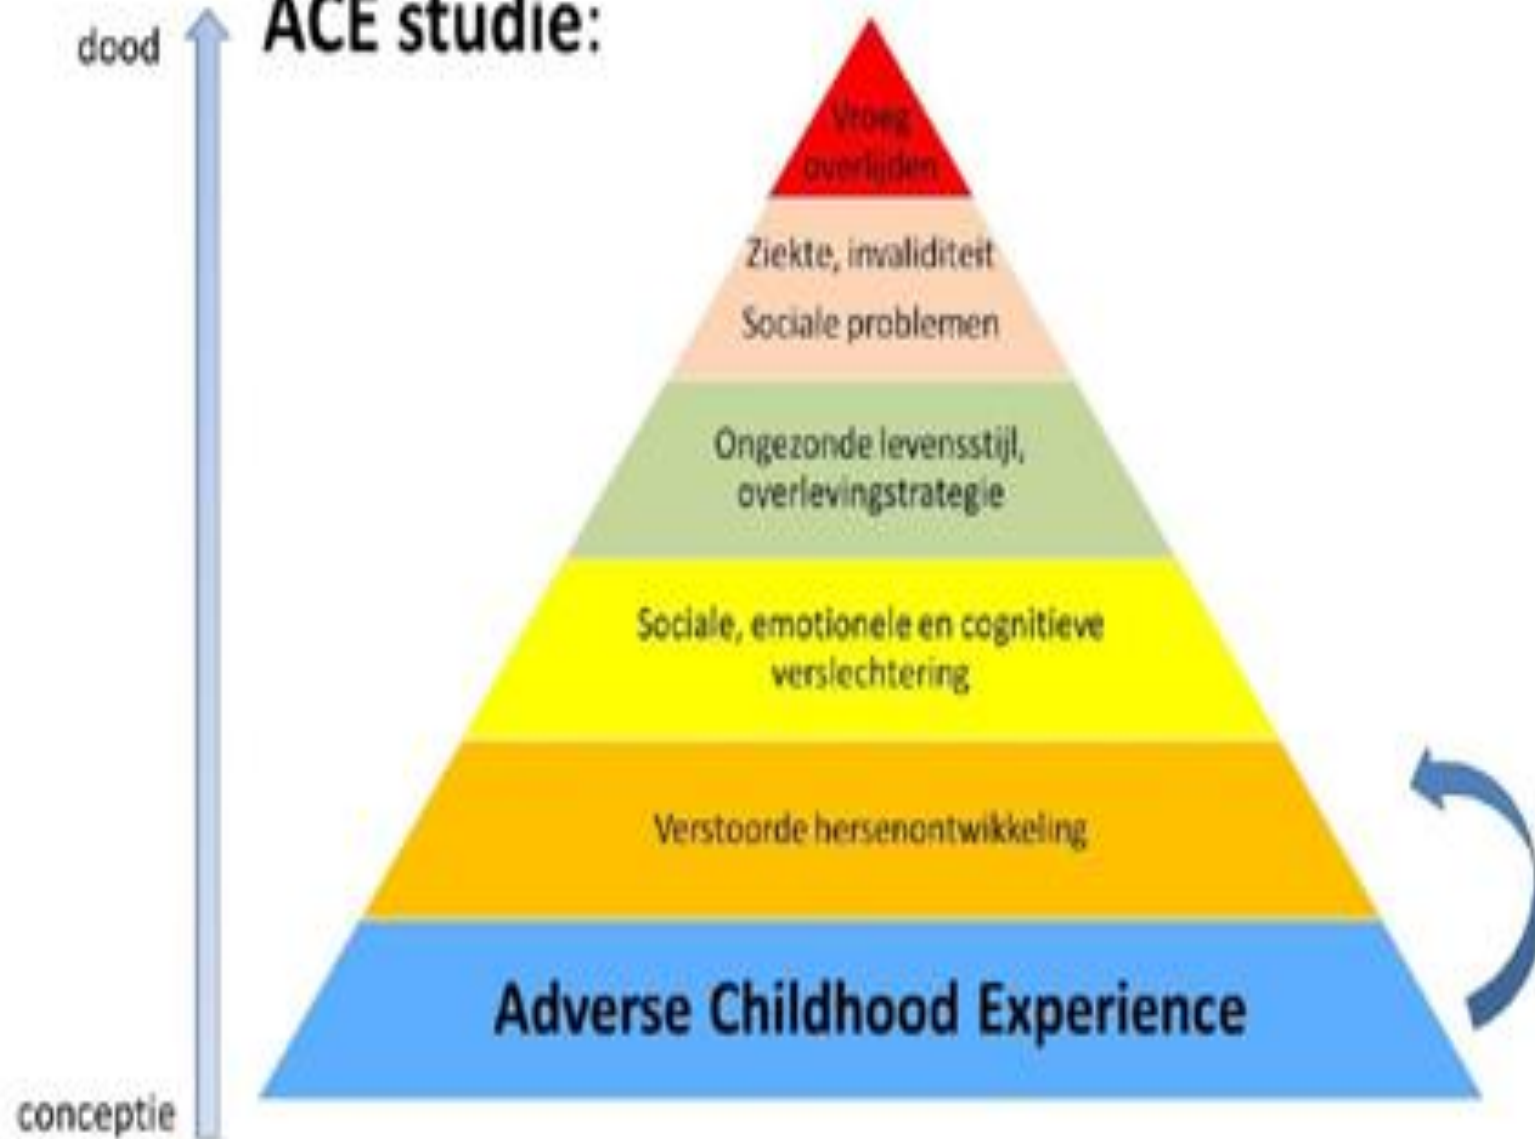 dood
ACE studie:
Vroeg
overlijden
Ziekte, invaliditeit
Sociale problemen
Ongezonde levensstijl,
overlevingstrategie
Sociale, emotionele en cognitieve
verslechtering
Verstoorde hersenontwikkeling
Adverse Childhood Experience
conceptie